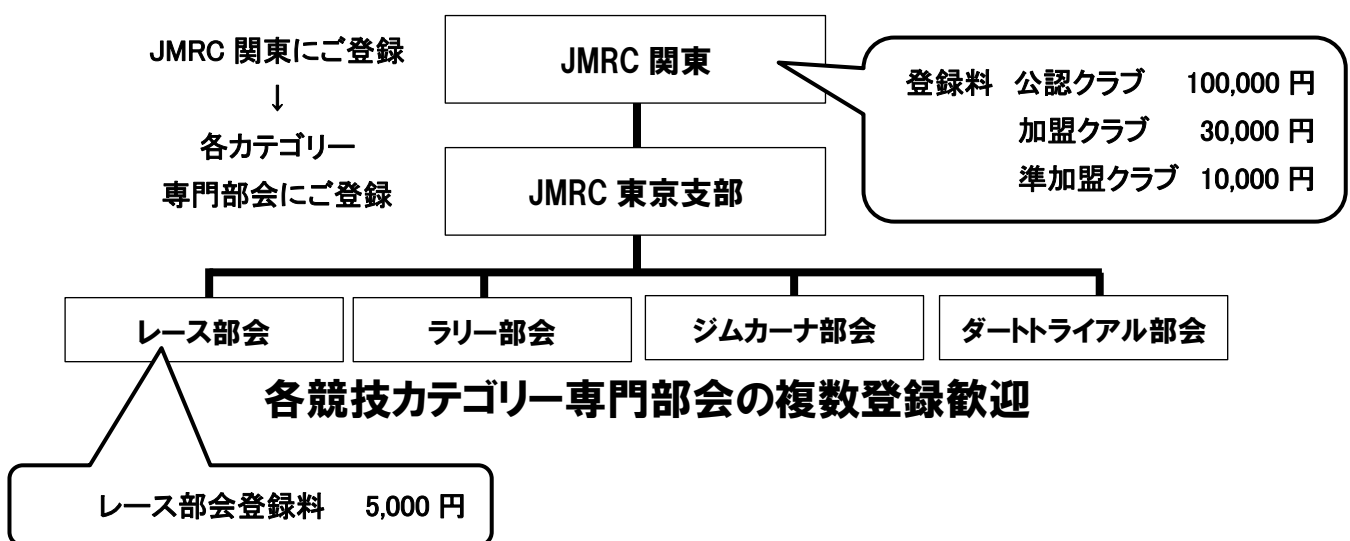 JMRC 関東にご登録
↓
各カテゴリー
専門部会にご登録
JMRC 関東
登録料 公認クラブ 100,000 円
加盟クラブ 30,000 円
準加盟クラブ 10,000 円
JMRC 東京支部
レース部会
ラリー部会
ジムカーナ部会
ダートトライアル部会
各競技カテゴリー専門部会の複数登録歓迎
レース部会登録料 5,000 円